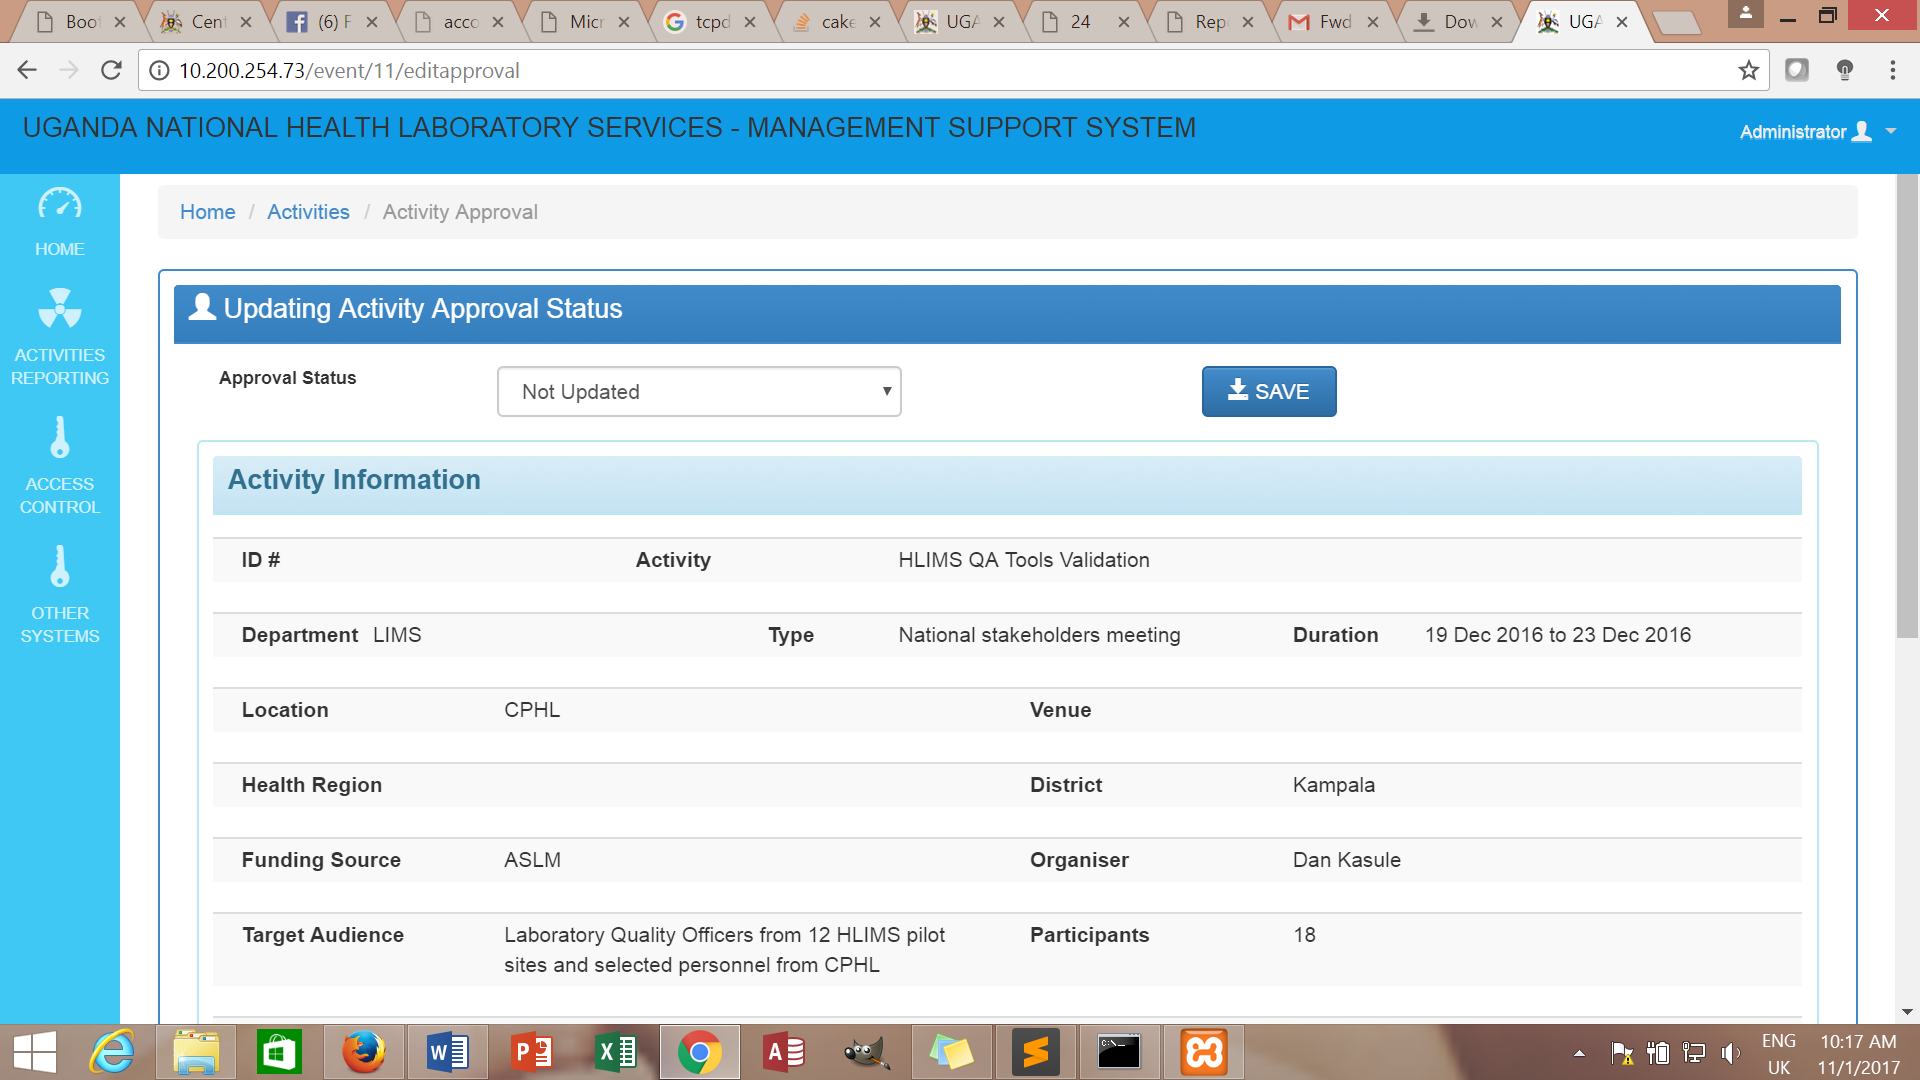 Boot
Cent
(6) F
acco
Micr
tcpd
cake
UGA
24
Rep
Fwd
Dow
UGA
10.200.254.73/event/11/editapproval
UGANDA NATIONAL HEALTH LABORATORY SERVICES - MANAGEMENT SUPPORT SYSTEM
Administrator
HOME
ACTIVITIES
REPORTING
ACCESS
CONTROL
OTHER
SYSTEMS
Home / Activities / Activity Approval
Updating Activity Approval Status
Approval Status
Not Updated
SAVE
Activity Information
ID # Activity HLIMS QA Tools Validation
Department LIMS Type National stakeholders meeting Duration 19 Dec 2016 to 23 Dec 2016
Location CPHL Venue
Health Region District Kampala
Funding Source ASLM Organiser Dan Kasule
Target Audience Laboratory Quality Officers from 12 HLIMS pilot
sites and selected personnel from CPHL
Participants 18
ENG
UK
10:17 AM
11/1/2017